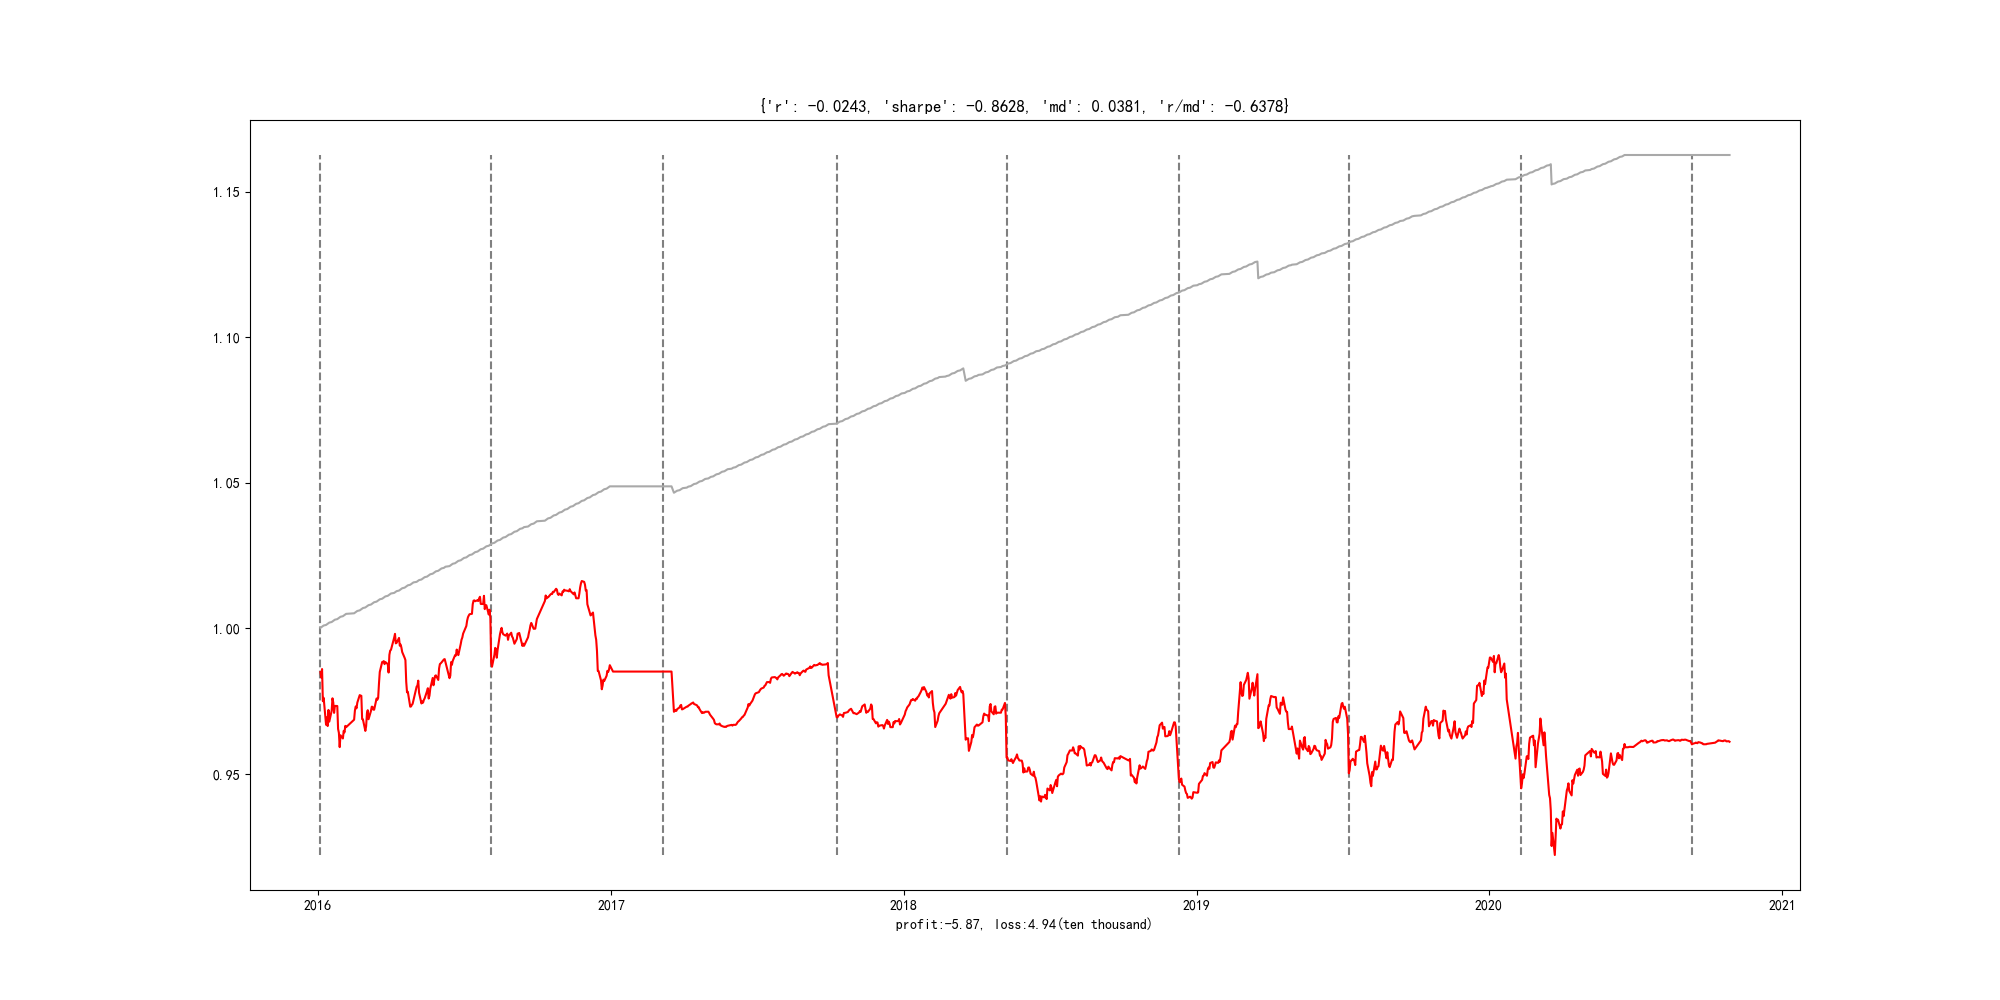 {'r': -0.0243, 'sharpe': -0.8628, 'md': 0.0381, 'r/md': -0.6378}
1.15
1.10
1.05
1.00
0.95
2016 2017 2018 2019 2020 2021
profit:-5.87, loss:4.94(ten thousand)